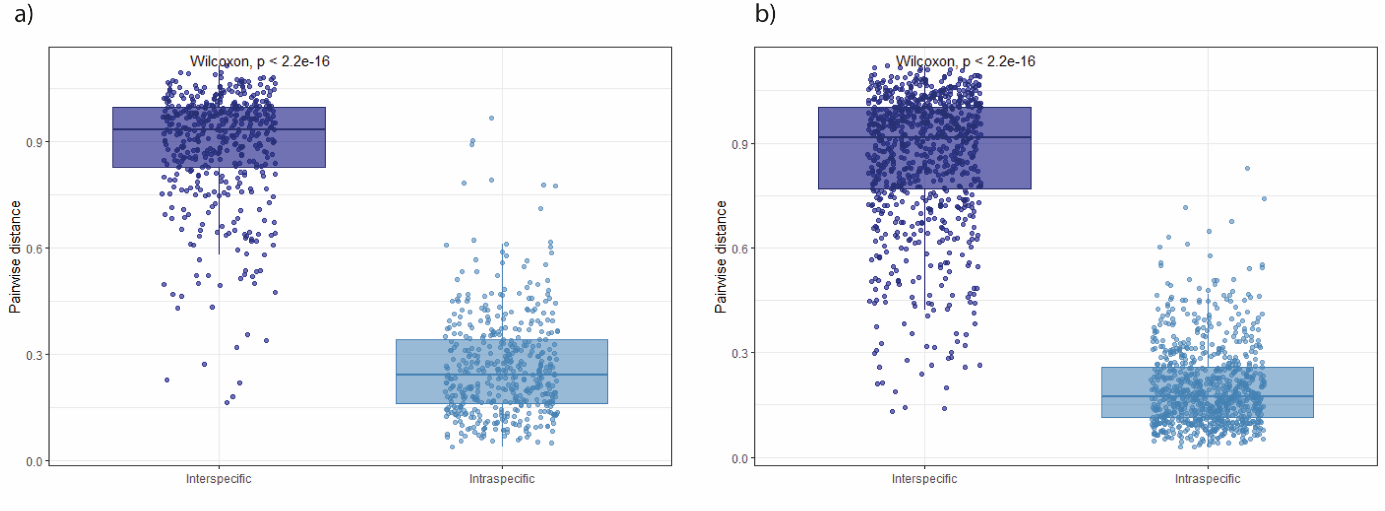 a)
Wilcoxon, p < 2.2e-16
0.9
0.6
0.3
0.0
Pairwise distance
Interspecific
Intraspecific
b)
Wilcoxon, p < 2.2e-16
0.9
0.6
0.3
0.0
Pairwise distance
Interspecific
Intraspecific